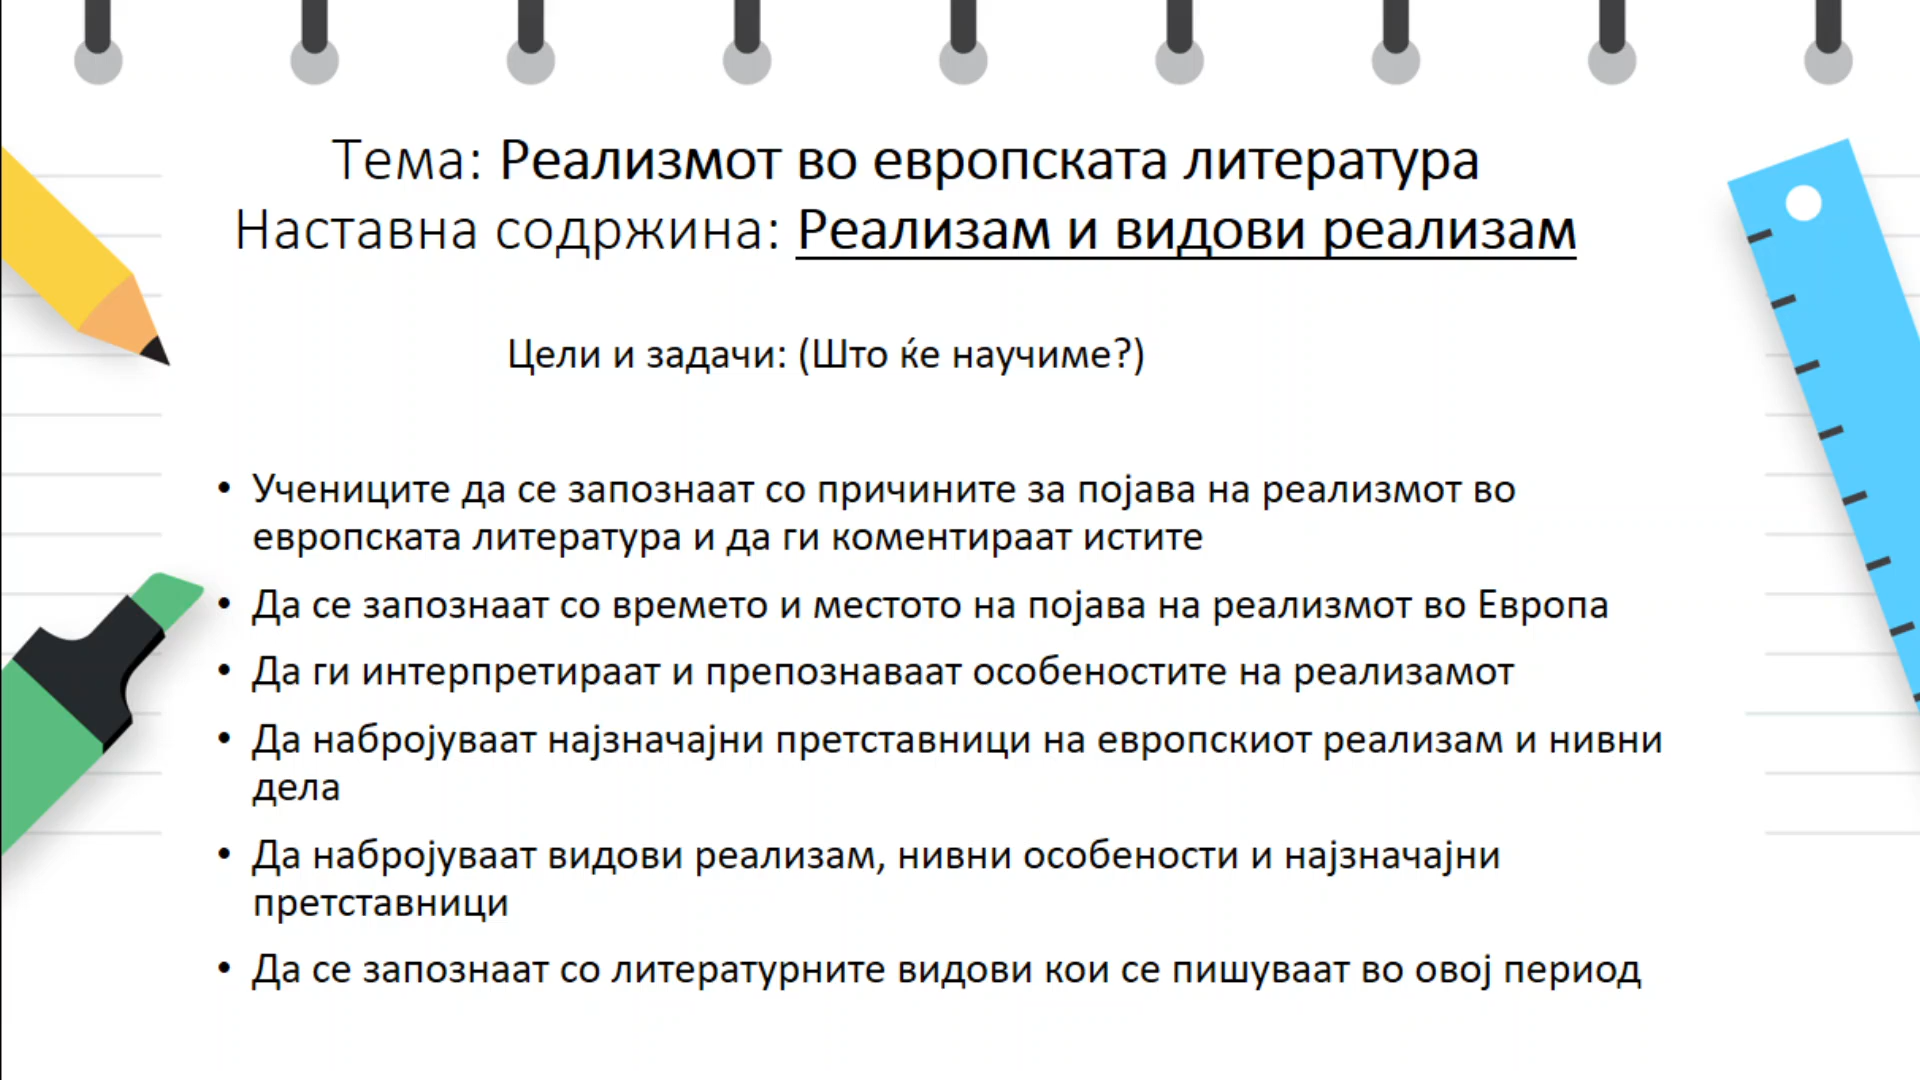 Тема: Реализмот во европската литература
Наставна содржина: Реализам и видови реализам
Цели и задачи: (Што ќе научиме?)
• Учениците да се запознаат со причините за појава на реализмот во
европската литература и да ги коментираат истите
• Да се запознаат со времето и местото на појава на реализмот во Европа
• Да ги интерпретираат и препознаваат особеностите на реализамот
• Да набројуваат најзначајни претставници на европскиот реализам и нивни
дела
• Да набројуваат видови реализам, нивни особености и најзначајни
претставници
• Да се запознаат со литературните видови кои се пишуваат во овој период